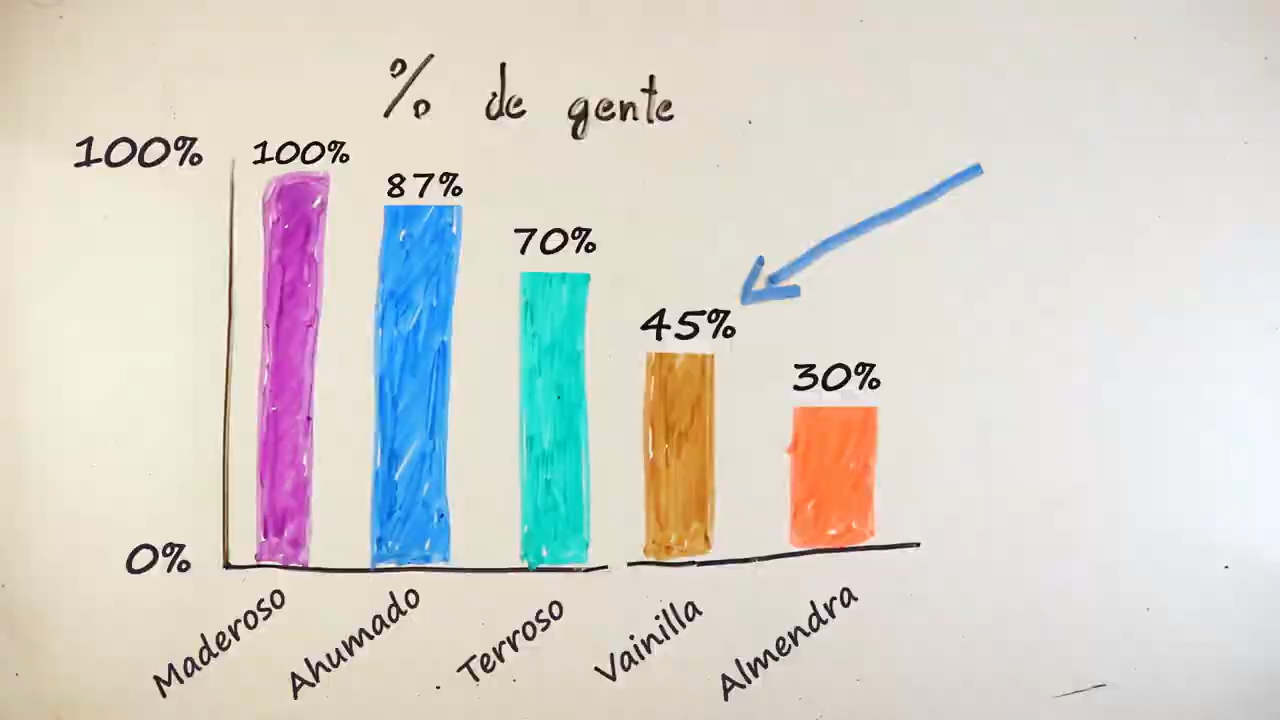 % de gente
100%
100%
87%
70%
45%
30%
0%
Maderoso
Ahumado
Terroso
Vainilla
Almendra